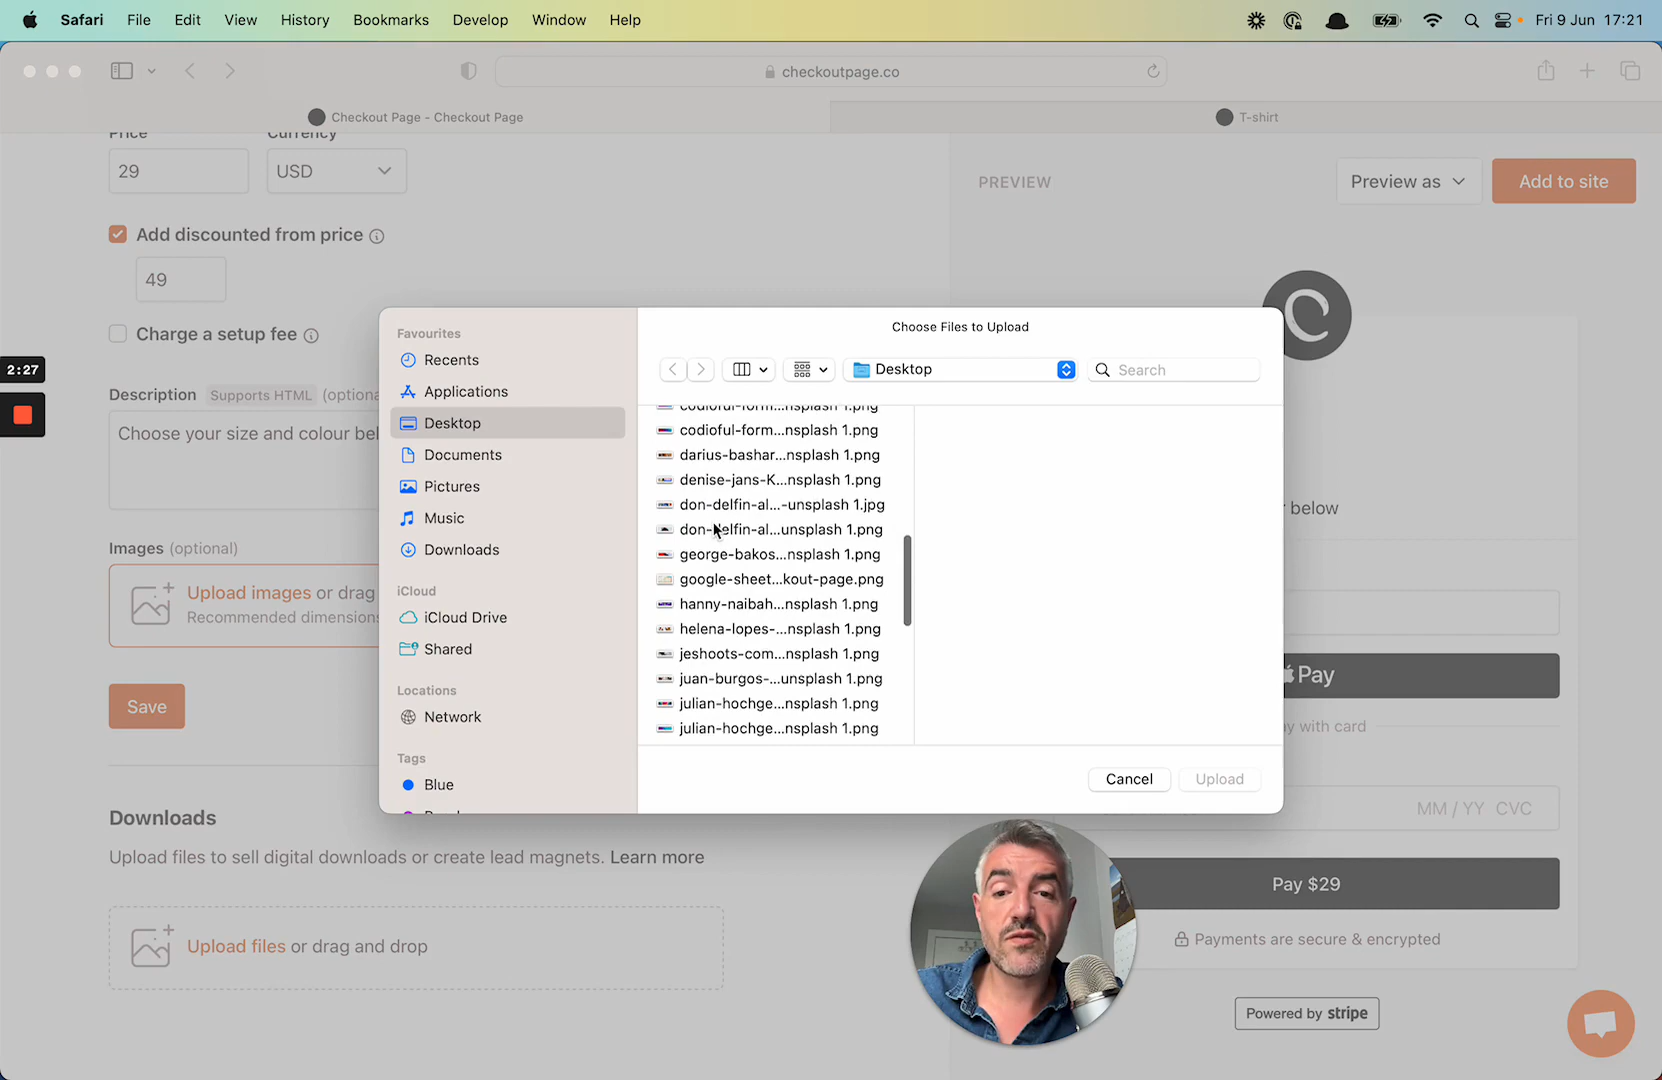 Safari File Edit View History Bookmarks Develop Window Help Fri 9 Jun 17:21
checkoutpage.co
Checkout Page - Checkout Page
T-shirt
Price Currency
29 USD
Add discounted from price
49
Charge a setup fee
2:27
Description Supports HTML (optiona
Choose your size and colour bel
Images (optional)
Upload images or drag
Recommended dimensions
Save
Downloads
Upload files to sell digital downloads or create lead magnets. Learn more
Upload files or drag and drop
PREVIEW
Preview as
Add to site
below
Pay
y with card
MM / YY CVC
Pay $29
Payments are secure & encrypted
Powered by stripe
Favourites
Recents
Applications
Desktop
Documents
Pictures
Music
Downloads
iCloud
iCloud Drive
Shared
Locations
Network
Tags
Blue
Choose Files to Upload
Desktop
Search
codioful-form...nsplash 1.png
codioful-form...nsplash 1.png
darius-bashar...nsplash 1.png
denise-jans-K...nsplash 1.png
don-delfin-al...-unsplash 1.jpg
don-delfin-al...unsplash 1.png
george-bakos...nsplash 1.png
google-sheet...kout-page.png
hanny-naibah...nsplash 1.png
helena-lopes-...nsplash 1.png
jeshoots-com...nsplash 1.png
juan-burgos-...unsplash 1.png
julian-hochge...nsplash 1.png
julian-hochge...nsplash 1.png
Cancel
Upload